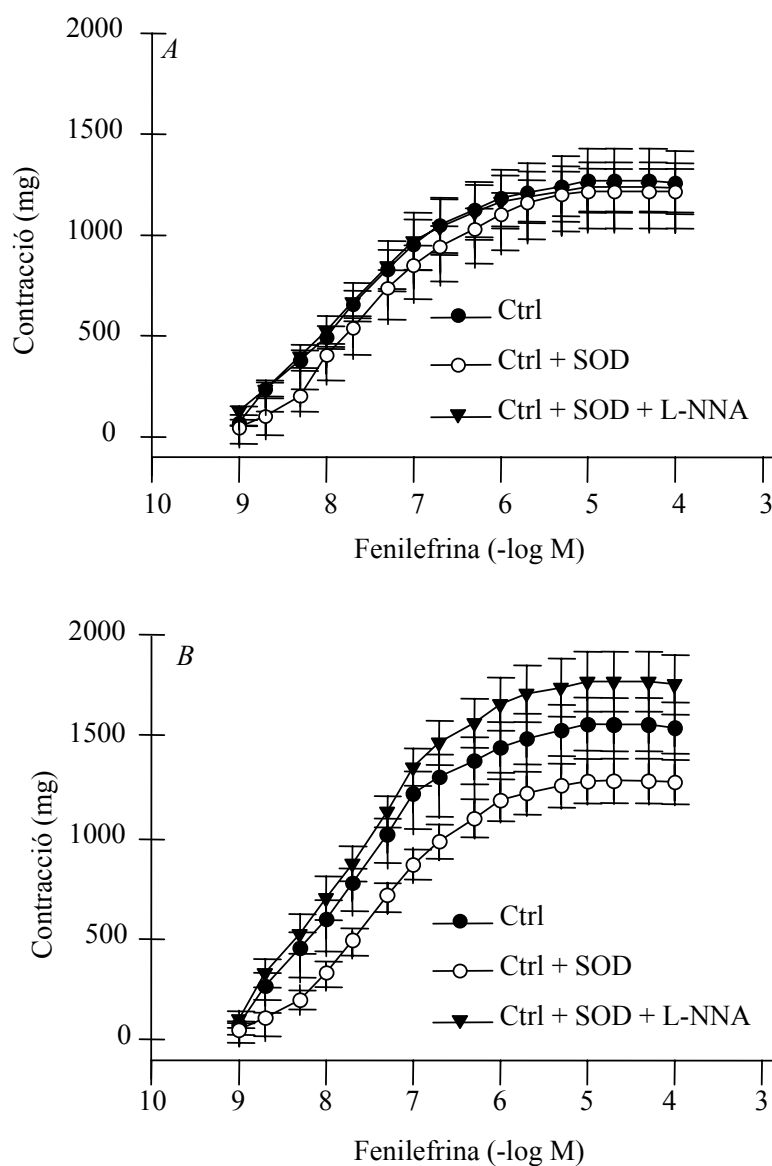 2000
A
1500
1000
500
0
Contracció (mg)
Ctrl
Ctrl + SOD
Ctrl + SOD + L-NNA
10 9 8 7 6 5 4 3
Fenilefrina (-log M)
2000
B
1500
1000
500
0
Contracció (mg)
Ctrl
Ctrl + SOD
Ctrl + SOD + L-NNA
10 9 8 7 6 5 4 3
Fenilefrina (-log M)